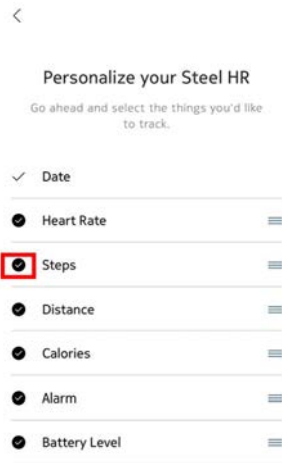 Personalize your Steel HR
Go ahead and select the things you'd like
to track.
Date
Heart Rate
Steps
Distance
Calories
Alarm
Battery Level